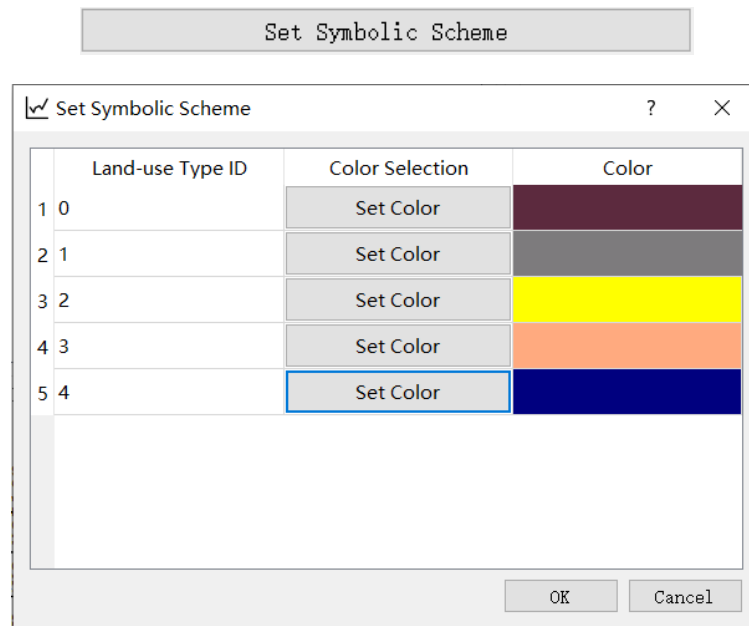 Set Symbolic Scheme
Set Symbolic Scheme ?
Land-use Type ID Color Selection Color
1 0 Set Color
2 1 Set Color
3 2 Set Color
4 3 Set Color
5 4 Set Color
OK Cancel